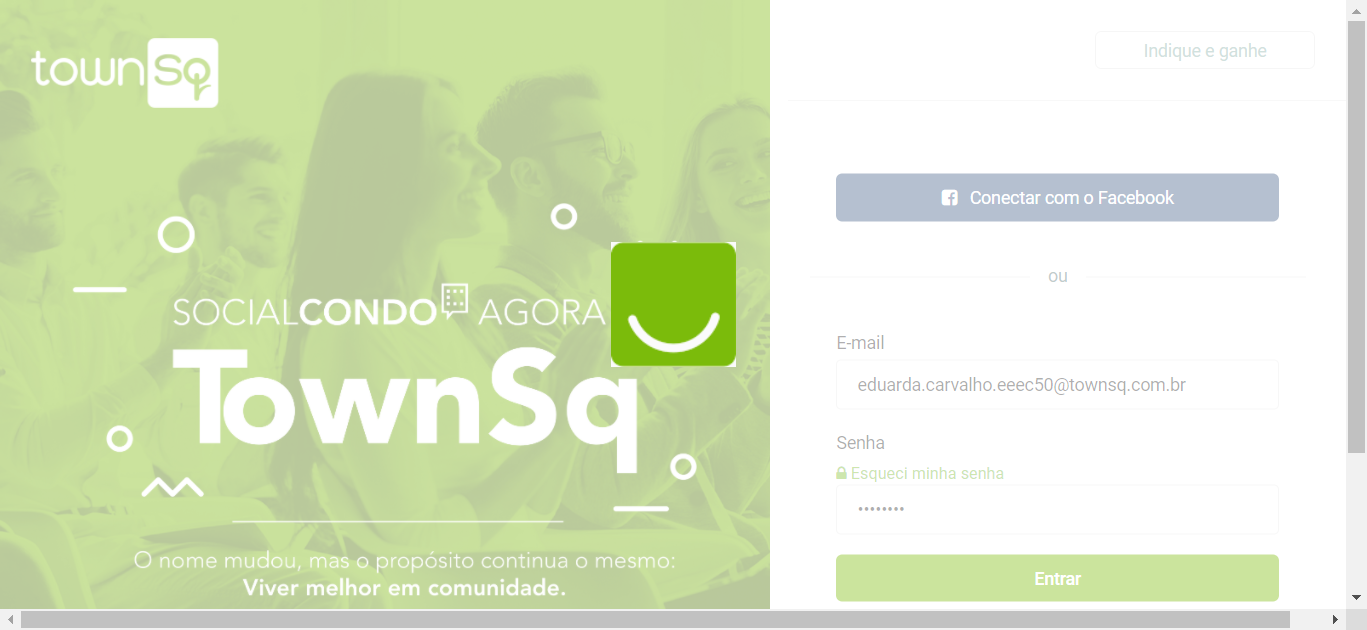 townSq
SOCIALCONDO AGORA
TownSq
O nome mudou, mas o propósito continua o mesmo:
Viver melhor em comunidade.
Indique e ganhe
Conectar com o Facebook
ou
E-mail
eduarda.carvalho.eeec50@townsq.com.br
Senha
Esqueci minha senha
••••••••
Entrar